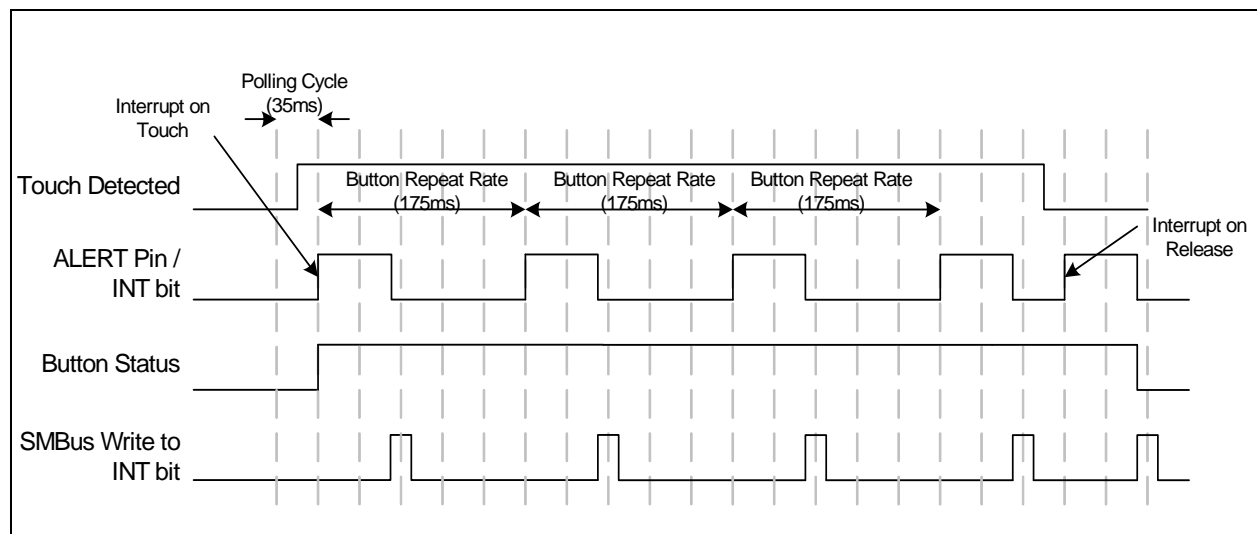 Polling Cycle
(35ms)
Interrupt on
Touch
Touch Detected
Button Repeat Rate
(175ms)
Button Repeat Rate
(175ms)
Button Repeat Rate
(175ms)
Interrupt on
Release
ALERT Pin /
INT bit
Button Status
SMBus Write to
INT bit